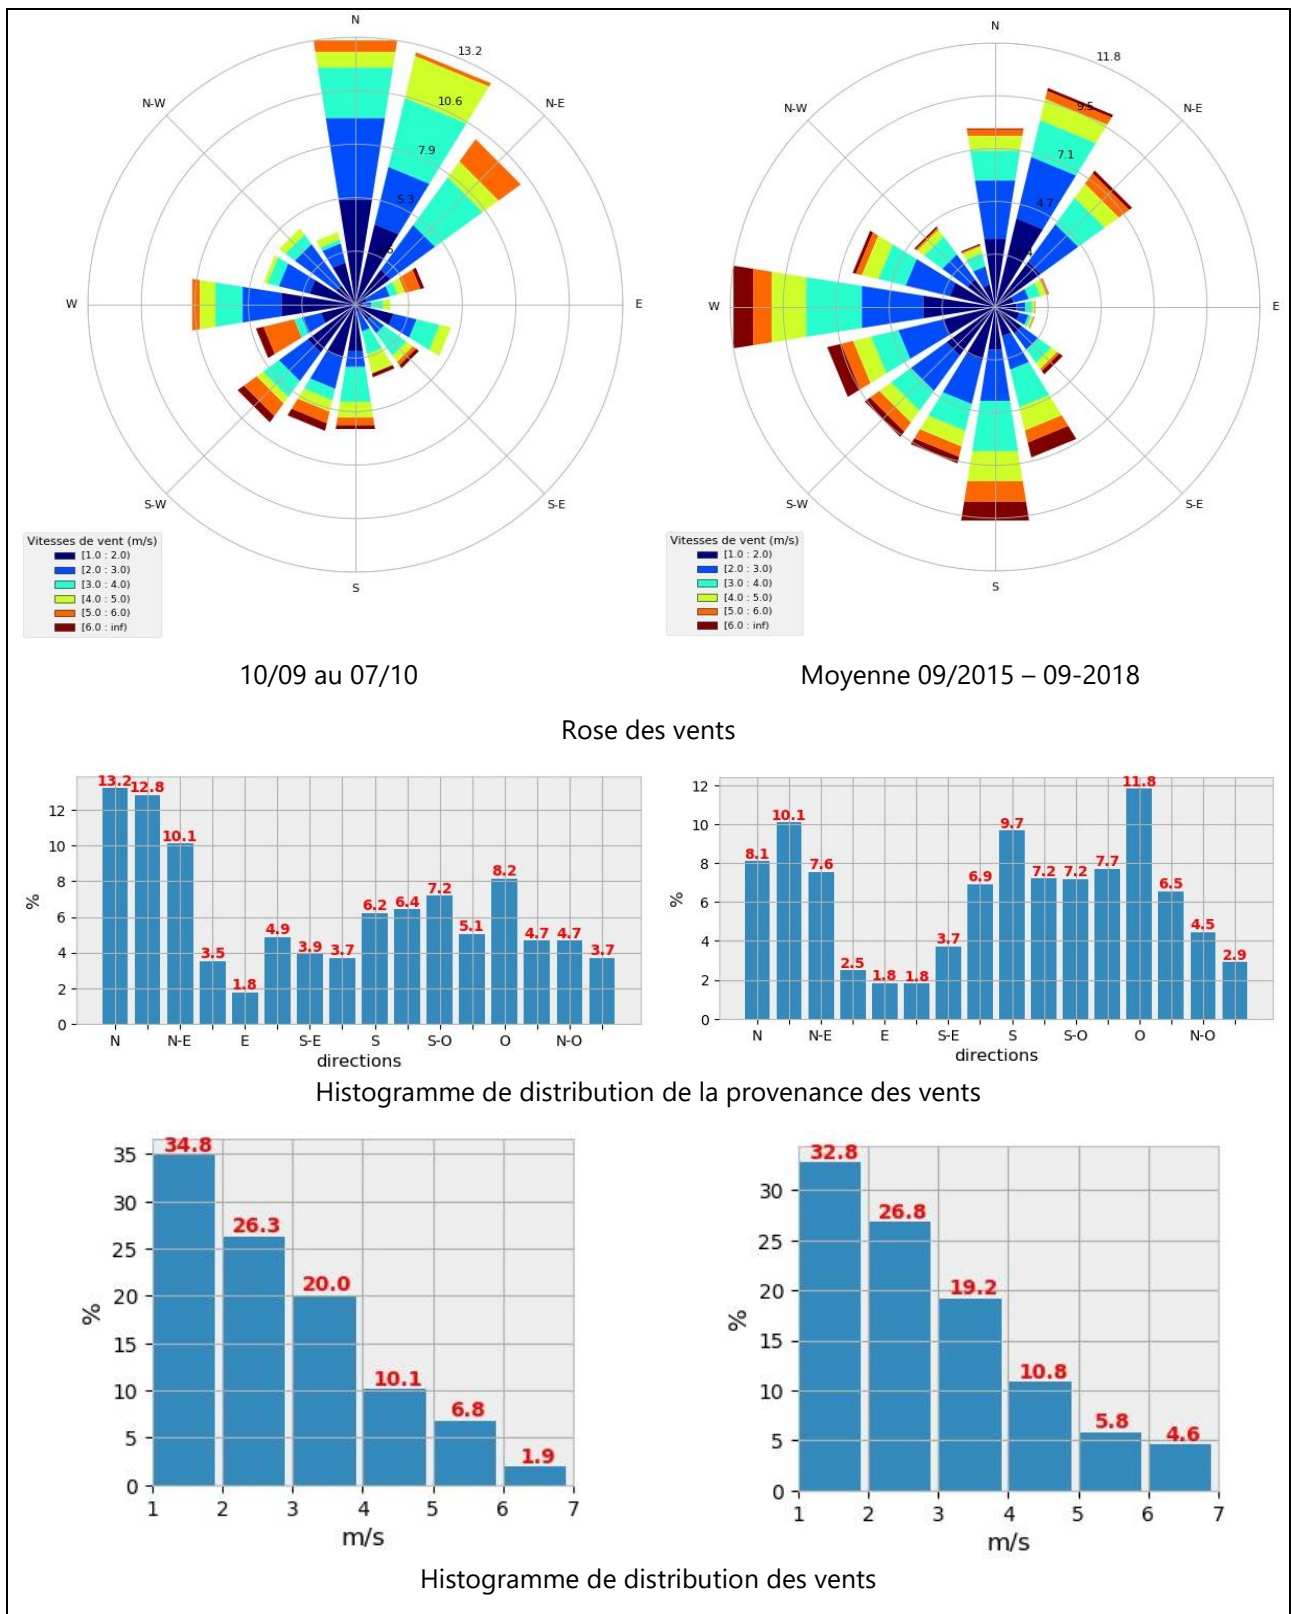 N
13.2
10.6
7.9
5.3
N-W
N-E
W
E
S-W
S-E
S
Vitesses de vent (m/s)
[1.0 : 2.0)
[2.0 : 3.0)
[3.0 : 4.0)
[4.0 : 5.0)
[5.0 : 6.0)
[6.0 : inf)
N
11.8
9.5
7.1
4.7
N-W
N-E
W
E
S-W
S-E
S
Vitesses de vent (m/s)
[1.0 : 2.0)
[2.0 : 3.0)
[3.0 : 4.0)
[4.0 : 5.0)
[5.0 : 6.0)
[6.0 : inf)
10/09 au 07/10
Moyenne 09/2015 – 09-2018
Rose des vents
13.2 12.8 10.1 3.5 1.8 4.9 3.9 3.7 6.2 6.4 7.2 5.1 8.2 4.7 4.7 3.7
12
10
8
6
4
2
0
%
N N-E E S-E S S-O O N-O
directions
8.1 10.1 7.6 2.5 1.8 1.8 3.7 6.9 9.7 7.2 7.2 7.7 11.8 6.5 4.5 2.9
12
10
8
6
4
2
0
%
N N-E E S-E S S-O O N-O
directions
Histogramme de distribution de la provenance des vents
34.8 26.3 20.0 10.1 6.8 1.9
35
30
25
20
15
10
5
0
%
1 2 3 4 5 6 7
m/s
32.8 26.8 19.2 10.8 5.8 4.6
30
25
20
15
10
5
0
%
1 2 3 4 5 6 7
m/s
Histogramme de distribution des vents